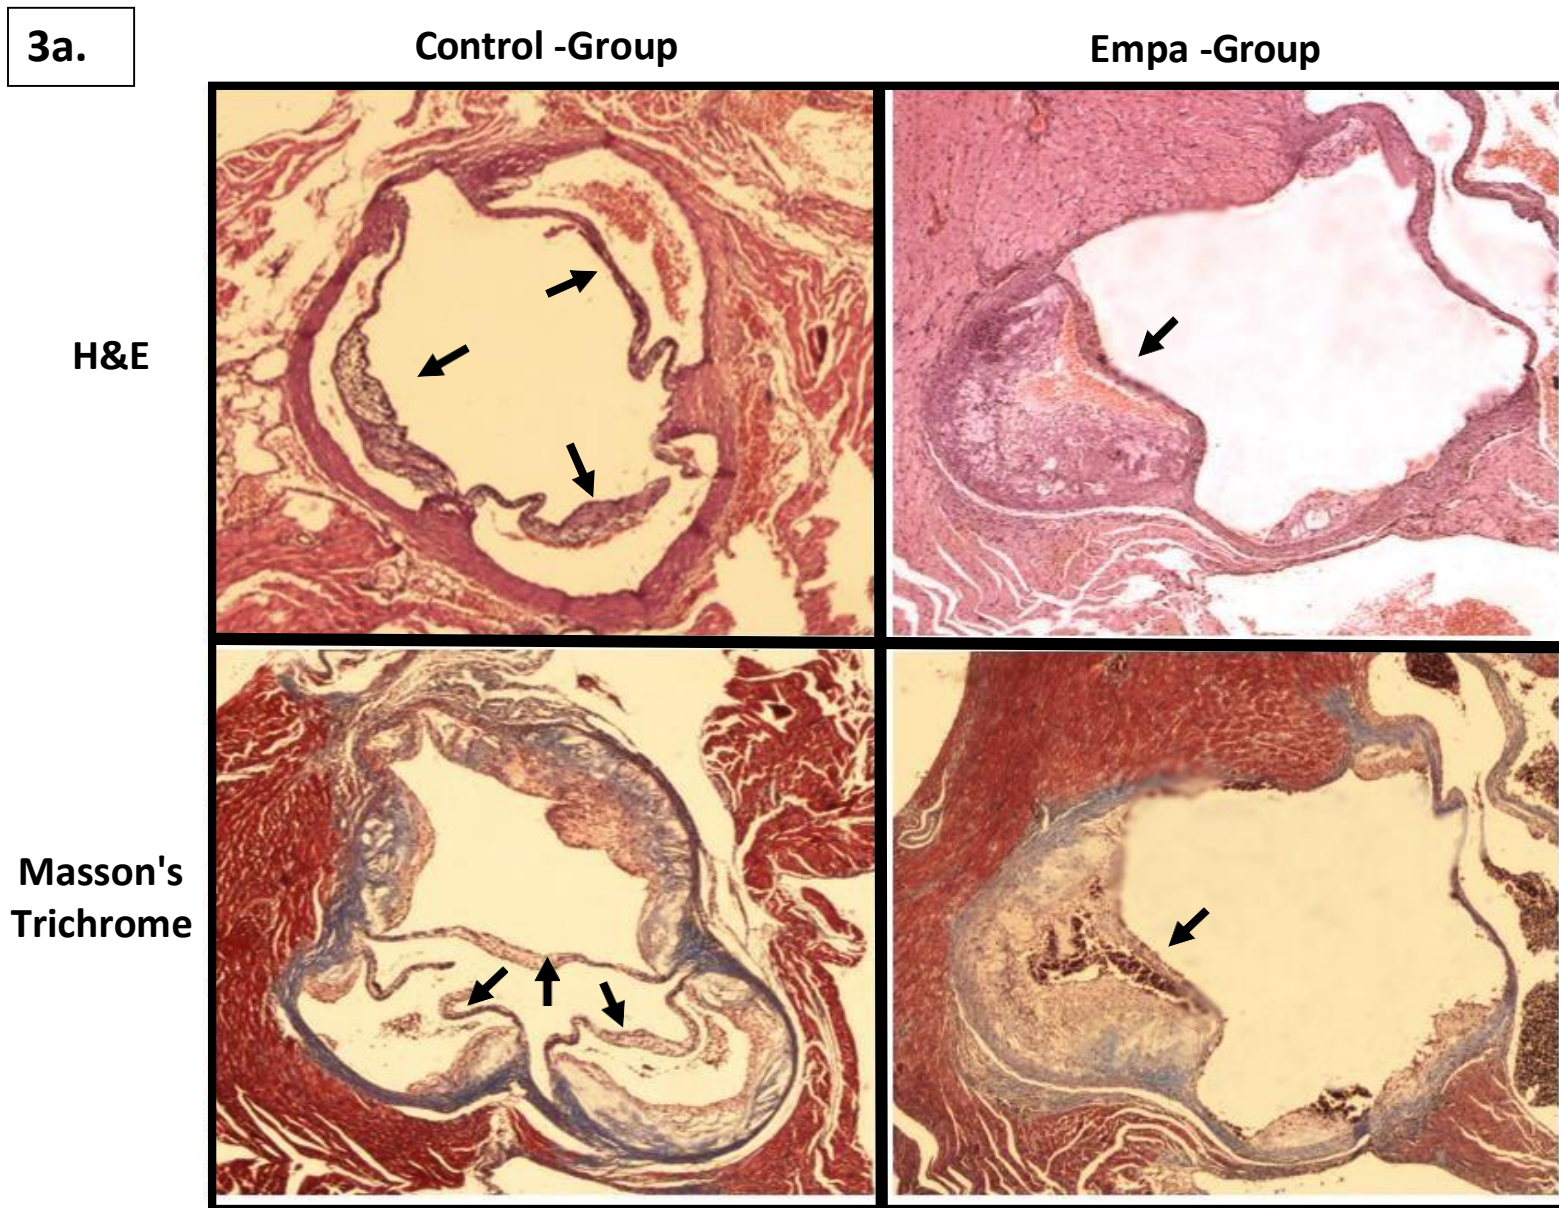 3a.
Control -Group
Empa -Group
H&E
Masson's
Trichrome